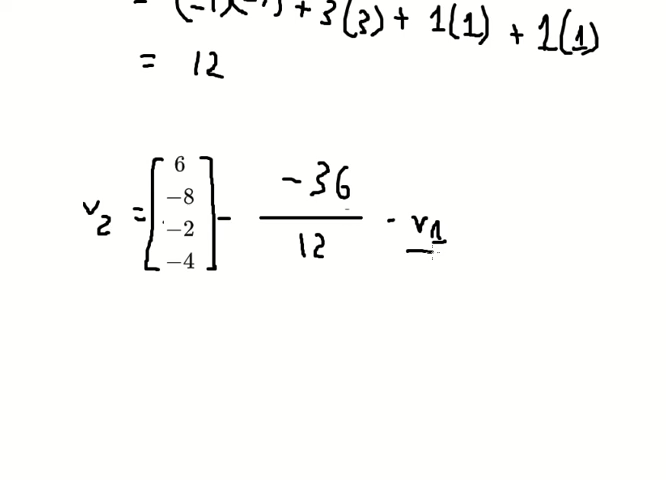 = (-1)(-1) + 3(3) + 1(1) + 1(1)
= 12
v₂ = [6 -8 -2 -4] - -36/12 · v₁